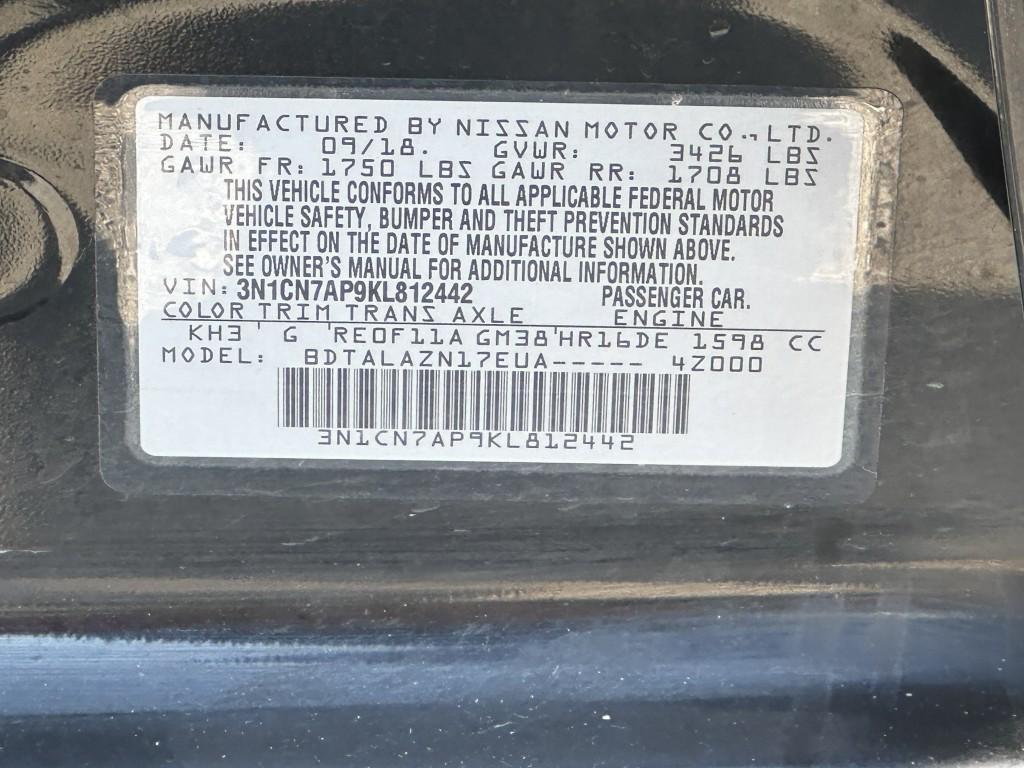 MANUFACTURED BY NISSAN MOTOR CO., LTD.
DATE: 09/18. GVWR: 3426 LBS
GAWR FR: 1750 LBS GAWR RR: 1708 LBS
THIS VEHICLE CONFORMS TO ALL APPLICABLE FEDERAL MOTOR
VEHICLE SAFETY, BUMPER AND THEFT PREVENTION STANDARDS
IN EFFECT ON THE DATE OF MANUFACTURE SHOWN ABOVE.
SEE OWNER'S MANUAL FOR ADDITIONAL INFORMATION.
VIN: 3N1CN7AP9KL812442 PASSENGER CAR.
COLOR TRIM TRANS AXLE ENGINE
KH3 ' G ' RE0F11A GM38 ' HR16DE 1598 CC
MODEL: BDTALAZN17EUA----- 4Z000
3N1CN7AP9KL812442